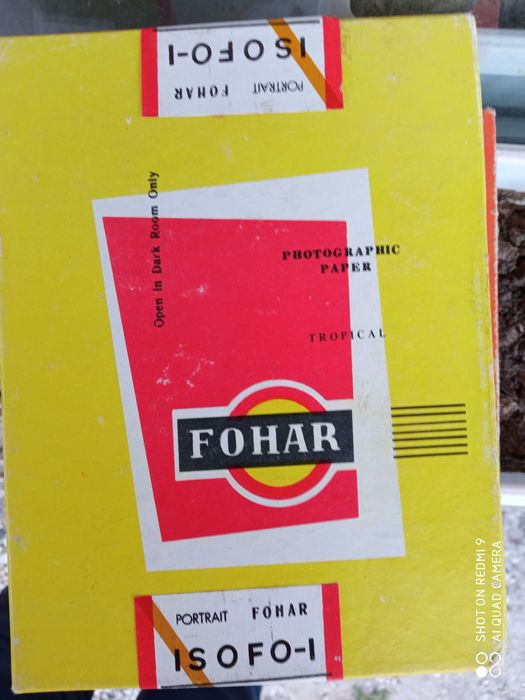 ISOFO-I
PORTRAIT FOHAR
Open in Dark Room Only
PHOTOGRAPHIC
PAPER
TROPICAL
FOHAR
PORTRAIT FOHAR
ISOFO-I
SHOT ON REDMI 9
AI QUAD CAMERA